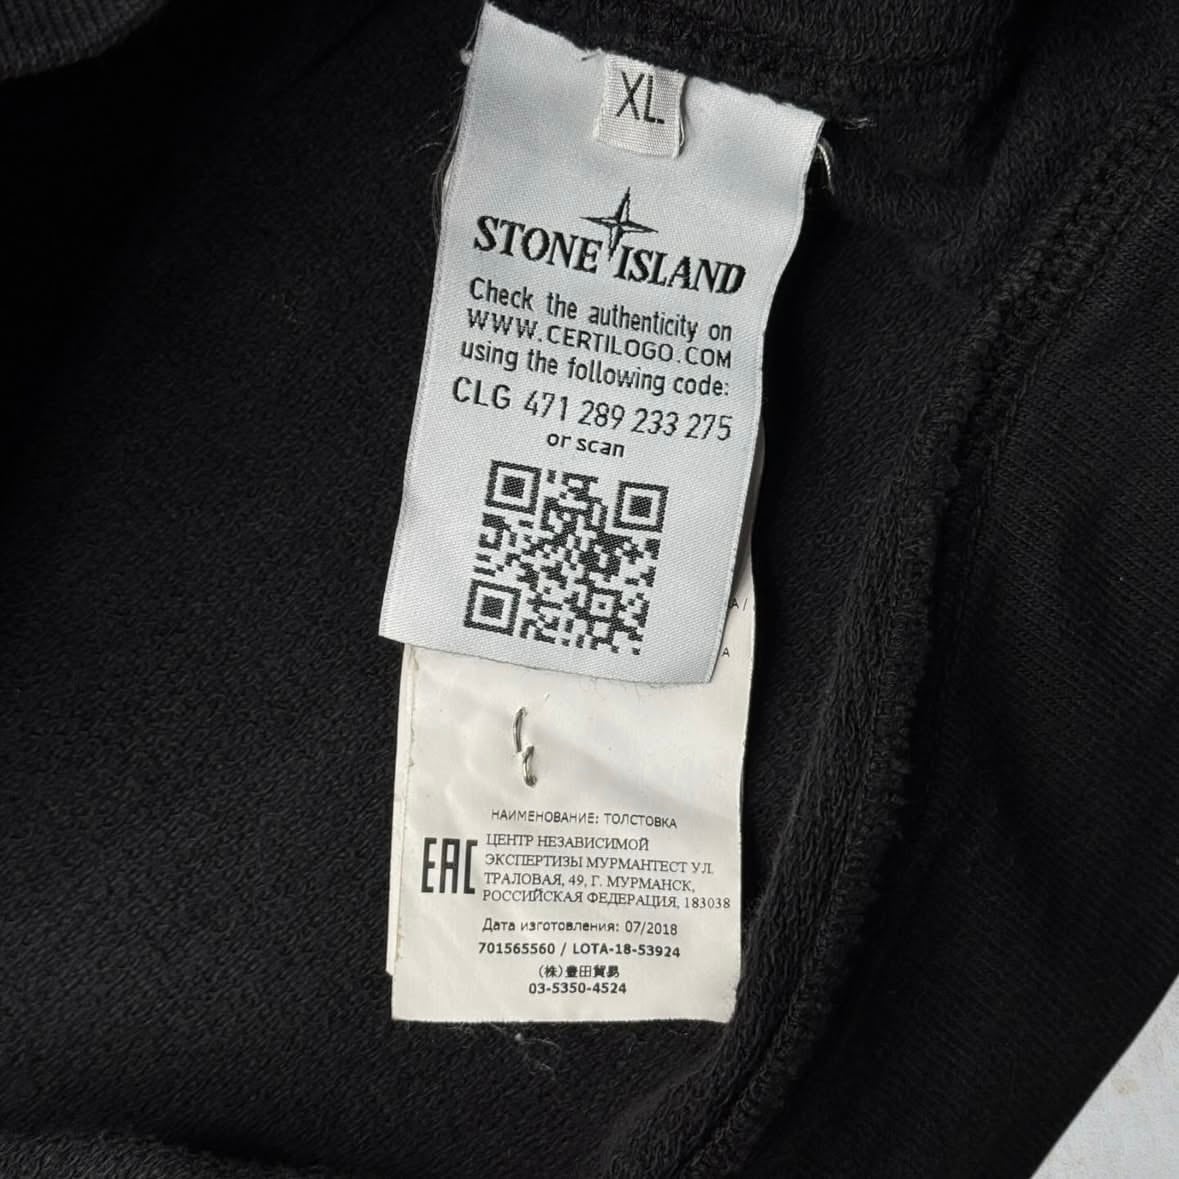 XL
STONE ISLAND
Check the authenticity on
WWW.CERTILOGO.COM
using the following code:
CLG 471 289 233 275
or scan
A/
A
НАИМЕНОВАНИЕ: ТОЛСТОВКА
EAC
ЦЕНТР НЕЗАВИСИМОЙ
ЭКСПЕРТИЗЫ МУРМАНТЕСТ УЛ.
ТРАЛОВАЯ, 49, Г. МУРМАНСК,
РОССИЙСКАЯ ФЕДЕРАЦИЯ, 183038
Дата изготовления: 07/2018
701565560 / LOTA-18-53924
(株)豊田貿易
03-5350-4524